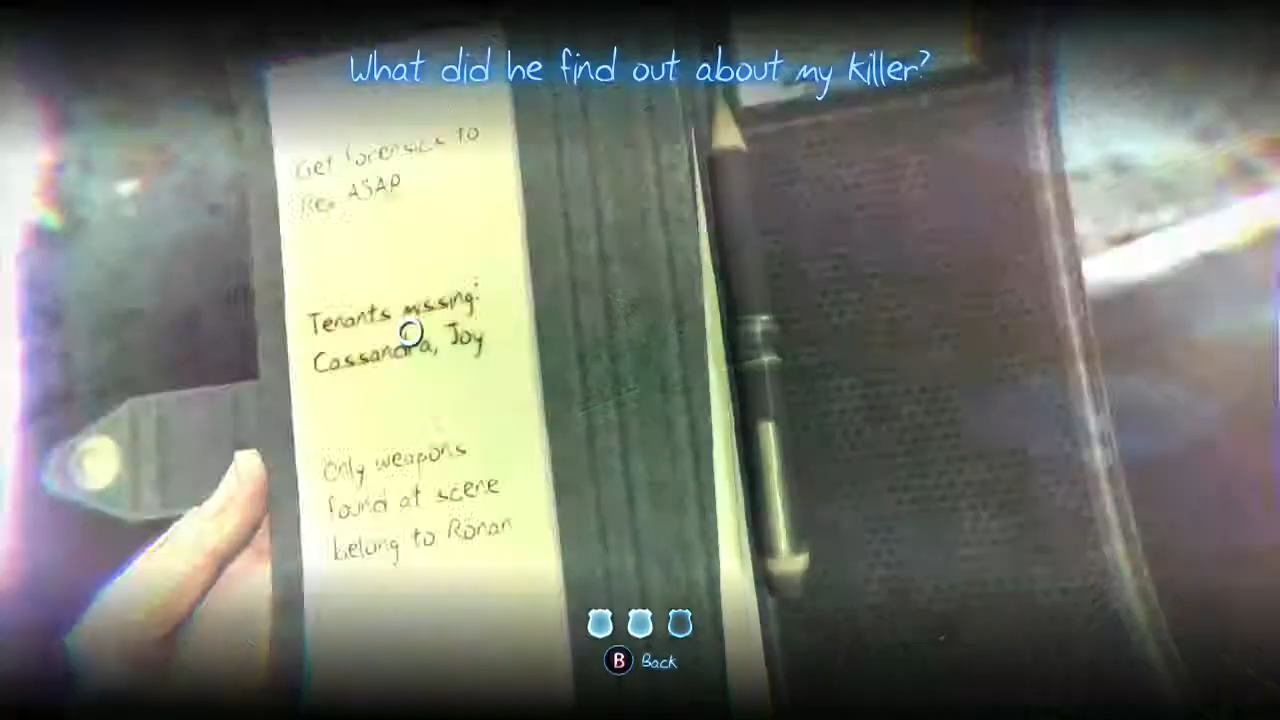 What did he find out about my killer?
Get forensics to
Rex ASAP
Tenants missing:
Cassandra, Joy
Only weapons
found at scene
belong to Ronan
B Back